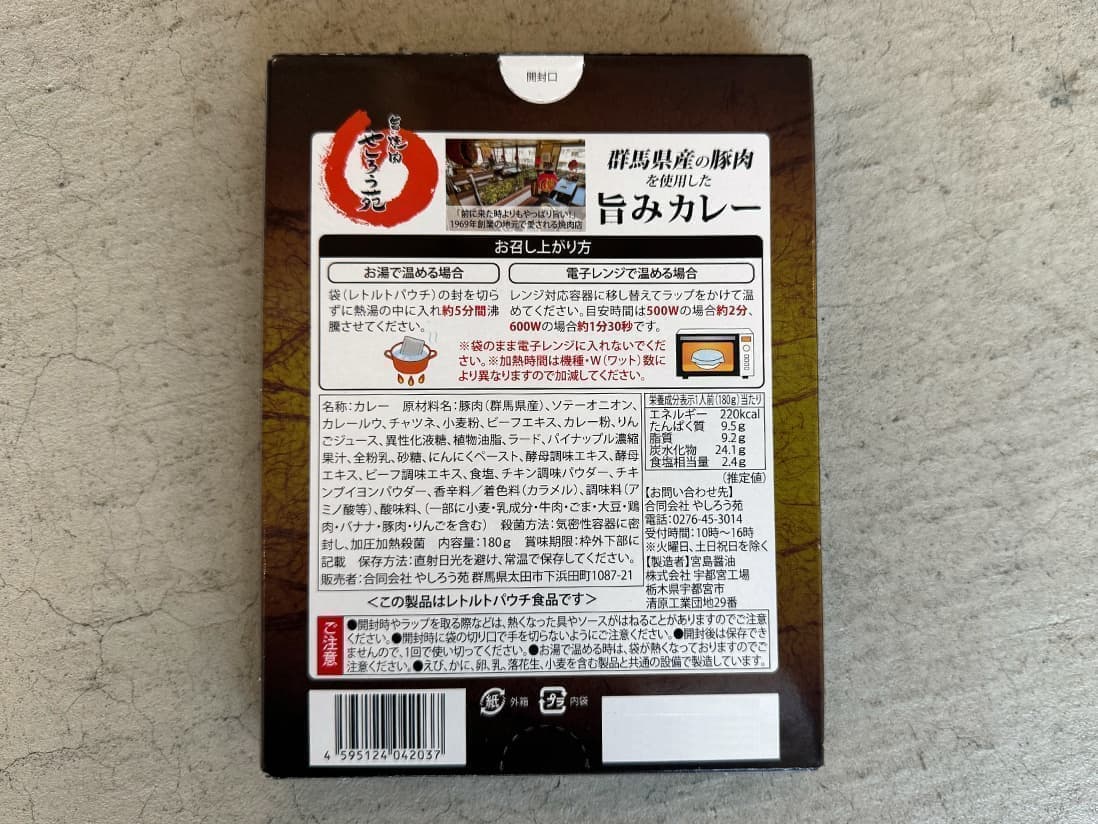 開封口
旨焼肉
やしろう苑
「前に来た時よりもやっぱり旨い!」
1969年創業の地元で愛される焼肉店
群馬県産の豚肉
を使用した
旨みカレー
お召し上がり方
お湯で温める場合
袋(レトルトパウチ)の封を切ら
ずに熱湯の中に入れ約5分間沸
騰させてください。
電子レンジで温める場合
レンジ対応容器に移し替えてラップをかけて温
めてください。目安時間は500Wの場合約2分、
600Wの場合約1分30秒です。
※袋のまま電子レンジに入れないでくだ
さい。※加熱時間は機種・W(ワット)数に
より異なりますので加減してください。
名称:カレー 原材料名:豚肉(群馬県産)、ソテーオニオン、
カレールウ、チャツネ、小麦粉、ビーフエキス、カレー粉、りん
ごジュース、異性化液糖、植物油脂、ラード、パイナップル濃縮
果汁、全粉乳、砂糖、にんにくペースト、酵母調味エキス、酵母
エキス、ビーフ調味エキス、食塩、チキン調味パウダー、チキ
ンブイヨンパウダー、香辛料/着色料(カラメル)、調味料(ア
ミノ酸等)、酸味料、(一部に小麦・乳成分・牛肉・ごま・大豆・鶏
肉・バナナ・豚肉・りんごを含む) 殺菌方法:気密性容器に密
封し、加圧加熱殺菌 内容量:180g 賞味期限:枠外下部に
記載 保存方法:直射日光を避け、常温で保存してください。
販売者:合同会社 やしろう苑 群馬県太田市下浜田町1087-21
<この製品はレトルトパウチ食品です>
栄養成分表示1人前(180g)当たり
エネルギー 220kcal
たんぱく質 9.5g
脂質 9.2g
炭水化物 24.1g
食塩相当量 2.4g
(推定値)
【お問い合わせ先】
合同会社 やしろう苑
電話:0276-45-3014
受付時間:10時〜16時
※火曜日、土日祝日を除く
【製造者】宮島醤油
株式会社 宇都宮工場
栃木県宇都宮市
清原工業団地29番
ご注意
●開封時やラップを取る際などは、熱くなった具やソースがはねることがありますのでご注意
ください。●開封時に袋の切り口で手を切らないようにご注意ください。●開封後は保存でき
ませんので、1回で使い切ってください。●お湯で温める時は、袋が熱くなっておりますのでご
注意ください。●えび、かに、卵、乳、落花生、小麦を含む製品と共通の設備で製造しています。
紙 外箱 プラ 内袋
4 595124 042037